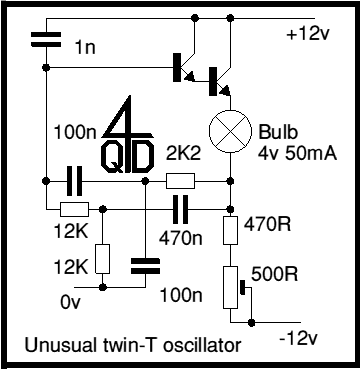 +12v
1n
100n
4QD
Bulb
4v 50mA
2K2
12K
470n
470R
12K
500R
0v
100n
-12v
Unusual twin-T oscillator